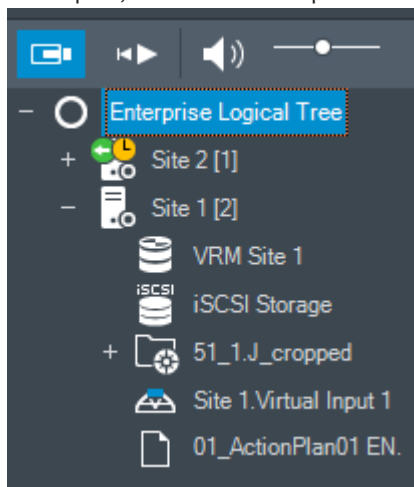 Enterprise Logical Tree
Site 2 [1]
Site 1 [2]
VRM Site 1
iSCSI
iSCSI Storage
51_1.J_cropped
Site 1.Virtual Input 1
01_ActionPlan01 EN.